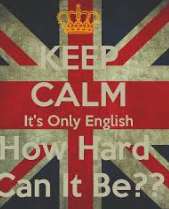 KEEP
CALM
It's Only English
How Hard
Can It Be??